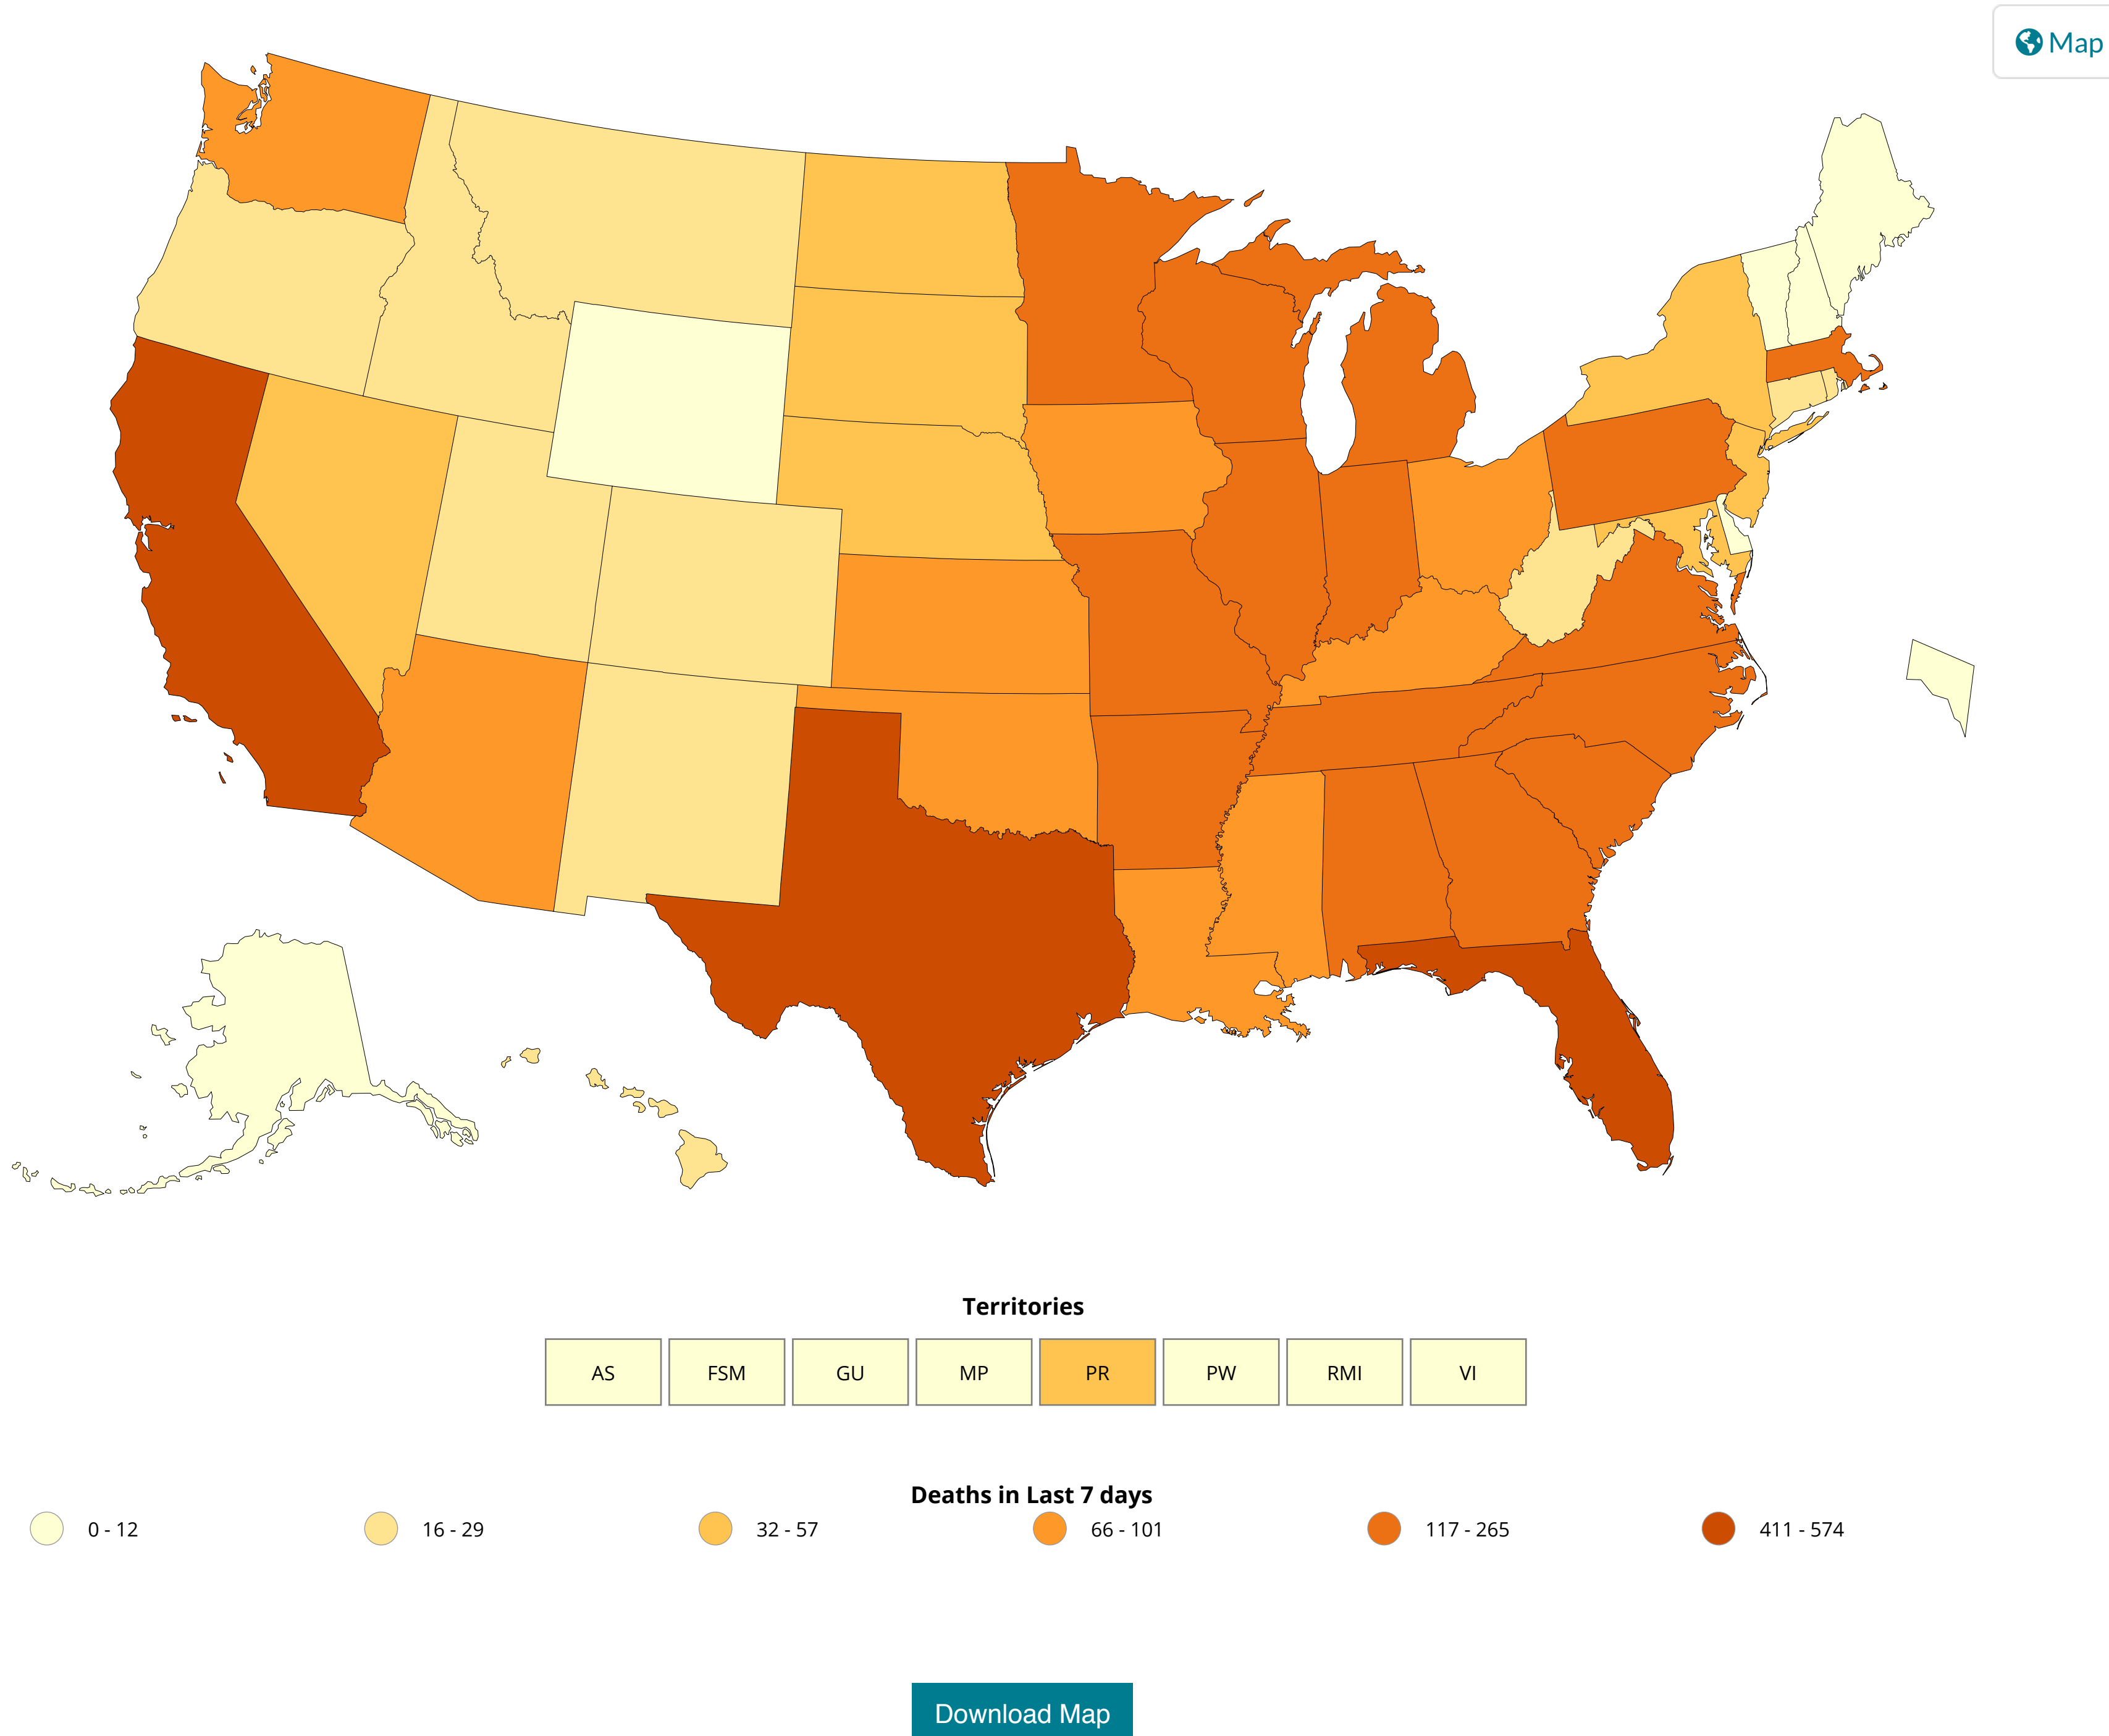 Map
Territories
AS FSM GU MP PR PW RMI VI
Deaths in Last 7 days
0 - 12 16 - 29 32 - 57 66 - 101 117 - 265 411 - 574
Download Map